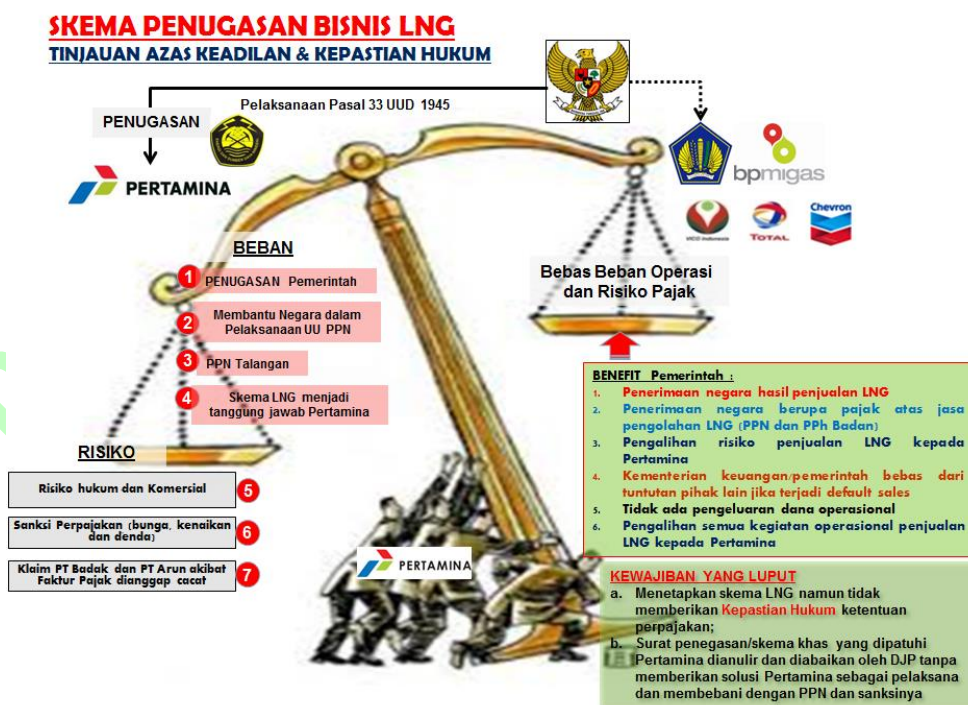 SKEMA PENUGASAN BISNIS LNG
TINJAUAN AZAS KEADILAN & KEPASTIAN HUKUM
Pelaksanaan Pasal 33 UUD 1945
PENUGASAN
PERTAMINA
bpmigas
VICO Indonesia
TOTAL
Chevron
BEBAN
1 PENUGASAN Pemerintah
2 Membantu Negara dalam
Pelaksanaan UU PPN
3 PPN Talangan
4 Skema LNG menjadi
tanggung jawab Pertamina
Bebas Beban Operasi
dan Risiko Pajak
RISIKO
Risiko hukum dan Komersial 5
Sanksi Perpajakan (bunga, kenaikan
dan denda) 6
Klaim PT Badak dan PT Arun akibat
Faktur Pajak dianggap cacat 7
PERTAMINA
BENEFIT Pemerintah :
1. Penerimaan negara hasil penjualan LNG
2. Penerimaan negara berupa pajak atas jasa
pengolahan LNG (PPN dan PPh Badan)
3. Pengalihan risiko penjualan LNG kepada
Pertamina
4. Kementerian keuangan/pemerintah bebas dari
tuntutan pihak lain jika terjadi default sales
5. Tidak ada pengeluaran dana operasional
6. Pengalihan semua kegiatan operasional penjualan
LNG kepada Pertamina
KEWAJIBAN YANG LUPUT
a. Menetapkan skema LNG namun tidak
memberikan Kepastian Hukum ketentuan
perpajakan;
b. Surat penegasan/skema khas yang dipatuhi
Pertamina dianulir dan diabaikan oleh DJP tanpa
memberikan solusi Pertamina sebagai pelaksana
dan membebani dengan PPN dan sanksinya